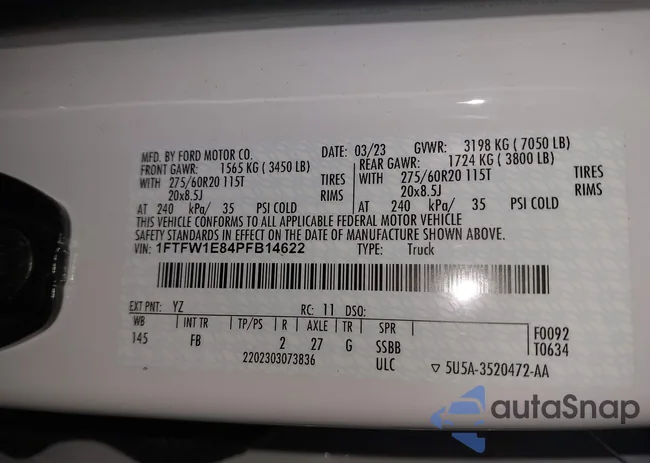 MFD. BY FORD MOTOR CO.
DATE: 03/23 GVWR: 3198 KG ( 7050 LB)
FRONT GAWR: 1565 KG ( 3450 LB)
REAR GAWR: 1724 KG ( 3800 LB)
WITH 275/60R20 115T TIRES
WITH 275/60R20 115T TIRES
20x8.5J RIMS
20x8.5J RIMS
AT 240 kPa/ 35 PSI COLD
AT 240 kPa/ 35 PSI COLD
THIS VEHICLE CONFORMS TO ALL APPLICABLE FEDERAL MOTOR VEHICLE
SAFETY STANDARDS IN EFFECT ON THE DATE OF MANUFACTURE SHOWN ABOVE.
VIN: 1FTFW1E84PFB14622 TYPE: Truck
EXT PNT: YZ RC: 11 DSO:
WB INT TR TP/PS R AXLE TR SPR
145 FB 2 27 G SSBB
F0092
T0634
2202303073836 ULC
▽ 5U5A-3520472-AA
autaSnap